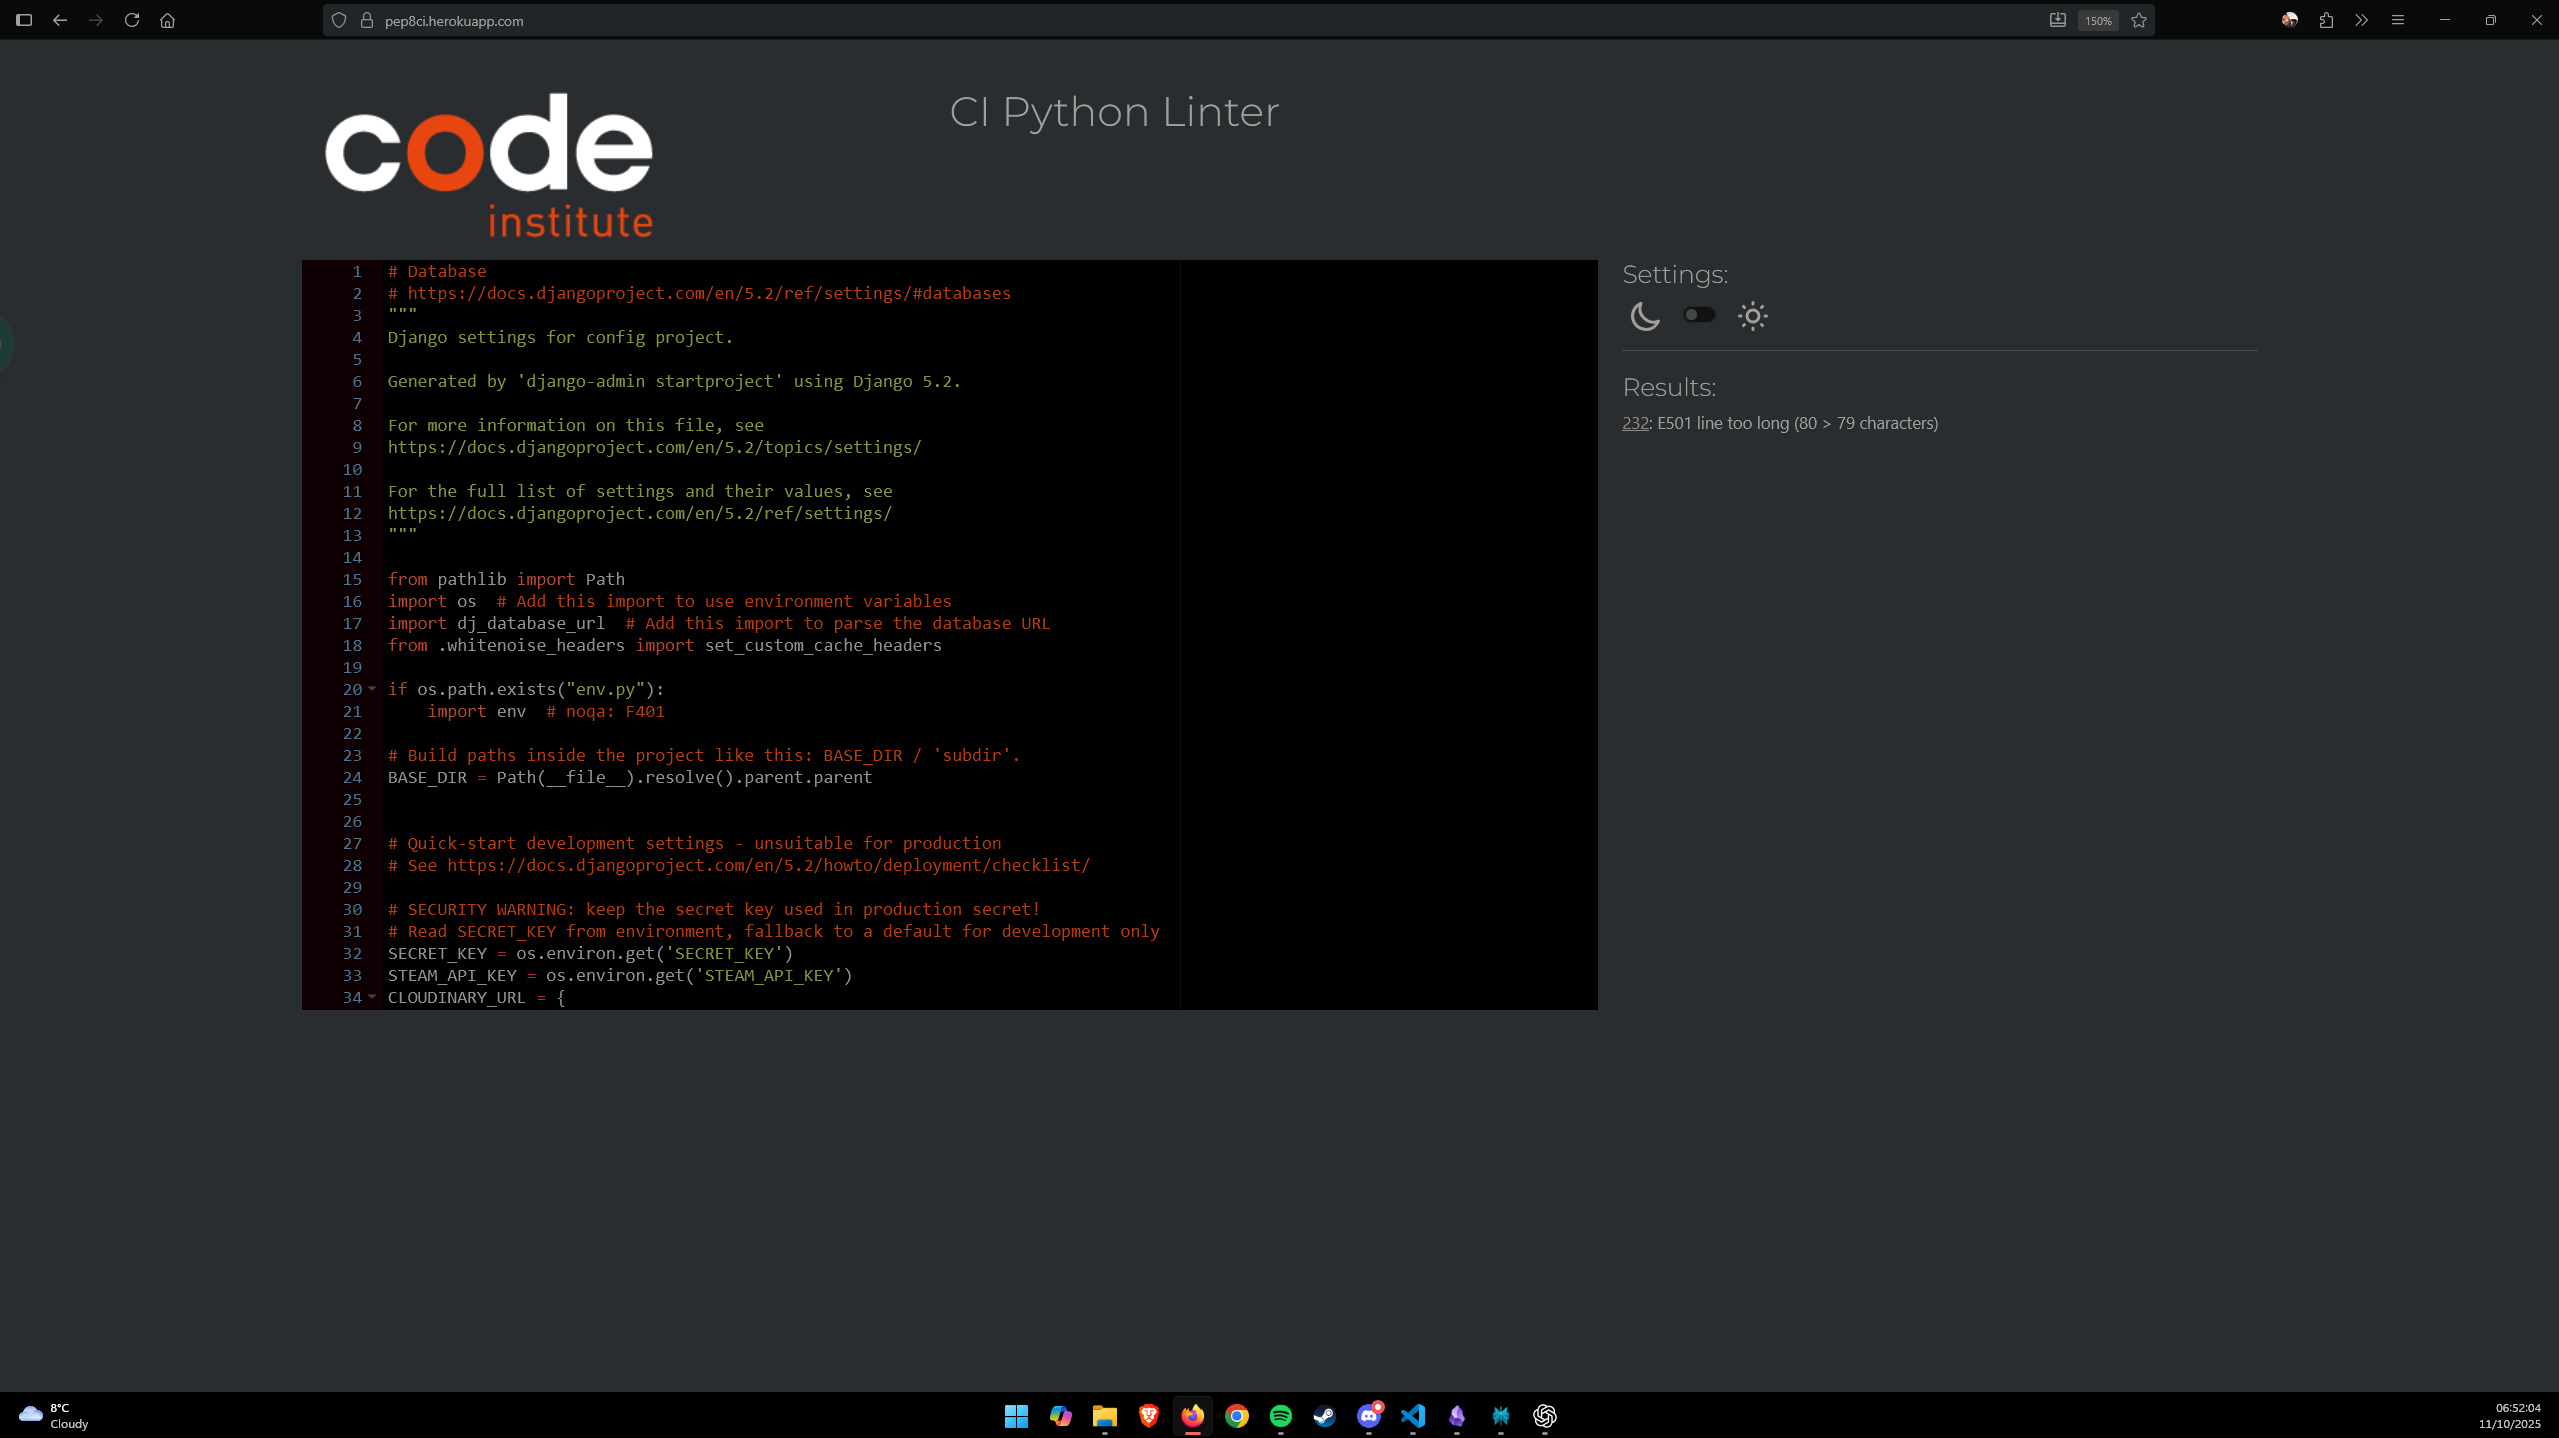 pep8ci.herokuapp.com
150%
code
institute
CI Python Linter
1 # Database
2 # https://docs.djangoproject.com/en/5.2/ref/settings/#databases
3 """
4 Django settings for config project.
5
6 Generated by 'django-admin startproject' using Django 5.2.
7
8 For more information on this file, see
9 https://docs.djangoproject.com/en/5.2/topics/settings/
10
11 For the full list of settings and their values, see
12 https://docs.djangoproject.com/en/5.2/ref/settings/
13 """
14
15 from pathlib import Path
16 import os  # Add this import to use environment variables
17 import dj_database_url  # Add this import to parse the database URL
18 from .whitenoise_headers import set_custom_cache_headers
19
20 if os.path.exists("env.py"):
21     import env  # noqa: F401
22
23 # Build paths inside the project like this: BASE_DIR / 'subdir'.
24 BASE_DIR = Path(__file__).resolve().parent.parent
25
26
27 # Quick-start development settings - unsuitable for production
28 # See https://docs.djangoproject.com/en/5.2/howto/deployment/checklist/
29
30 # SECURITY WARNING: keep the secret key used in production secret!
31 # Read SECRET_KEY from environment, fallback to a default for development only
32 SECRET_KEY = os.environ.get('SECRET_KEY')
33 STEAM_API_KEY = os.environ.get('STEAM_API_KEY')
34 CLOUDINARY_URL = {
Settings:
Results:
232: E501 line too long (80 > 79 characters)
8°C
Cloudy
06:52:04
11/10/2025